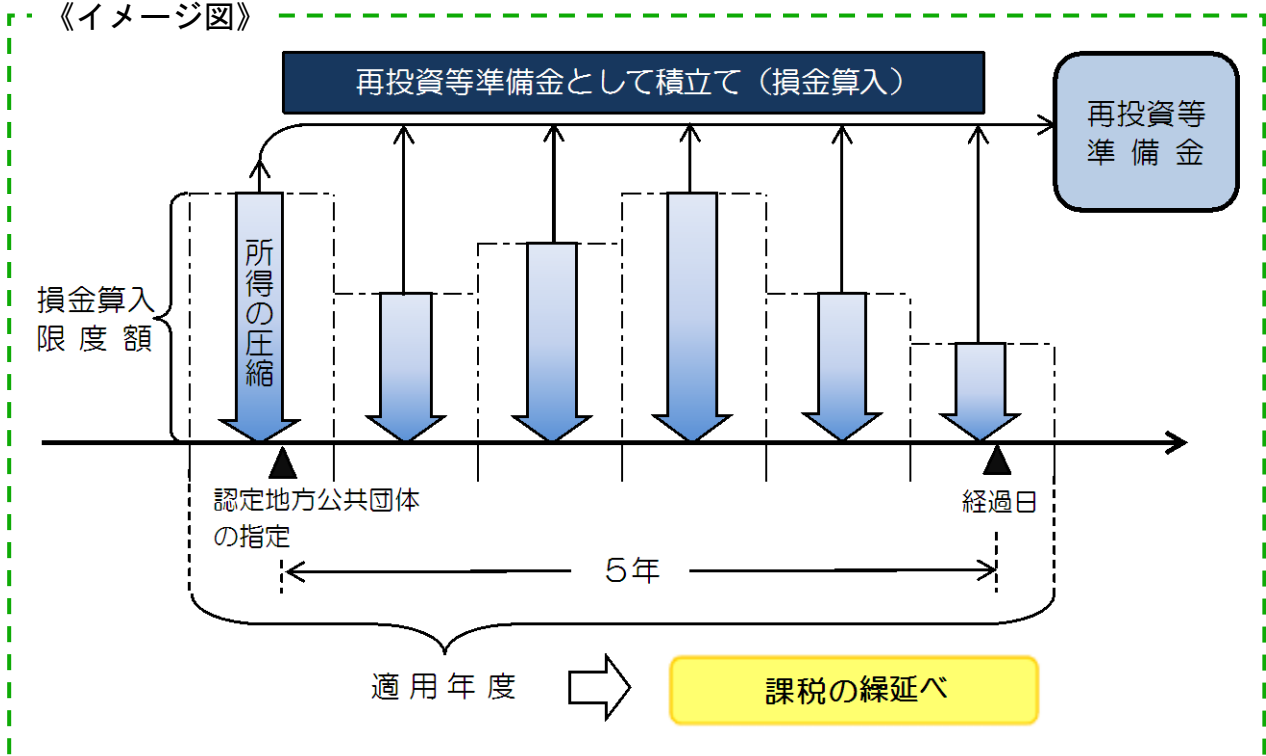 《イメージ図》
再投資等準備金として積立て（損金算入）
再投資等
準備金
所得の圧縮
損金算入
限度額
認定地方公共団体
の指定
経過日
５年
適用年度
課税の繰延べ